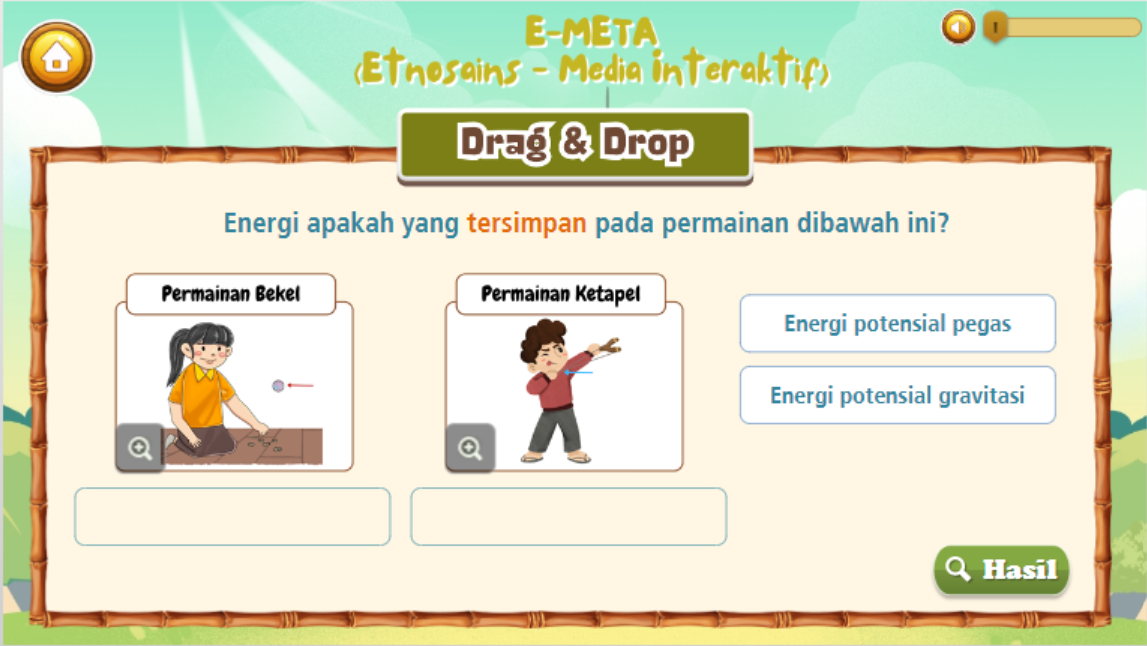 E-META
(Etnosains - Media interaktif)
1
Drag & Drop
Energi apakah yang tersimpan pada permainan dibawah ini?
Permainan Bekel
Permainan Ketapel
Energi potensial pegas
Energi potensial gravitasi
Hasil